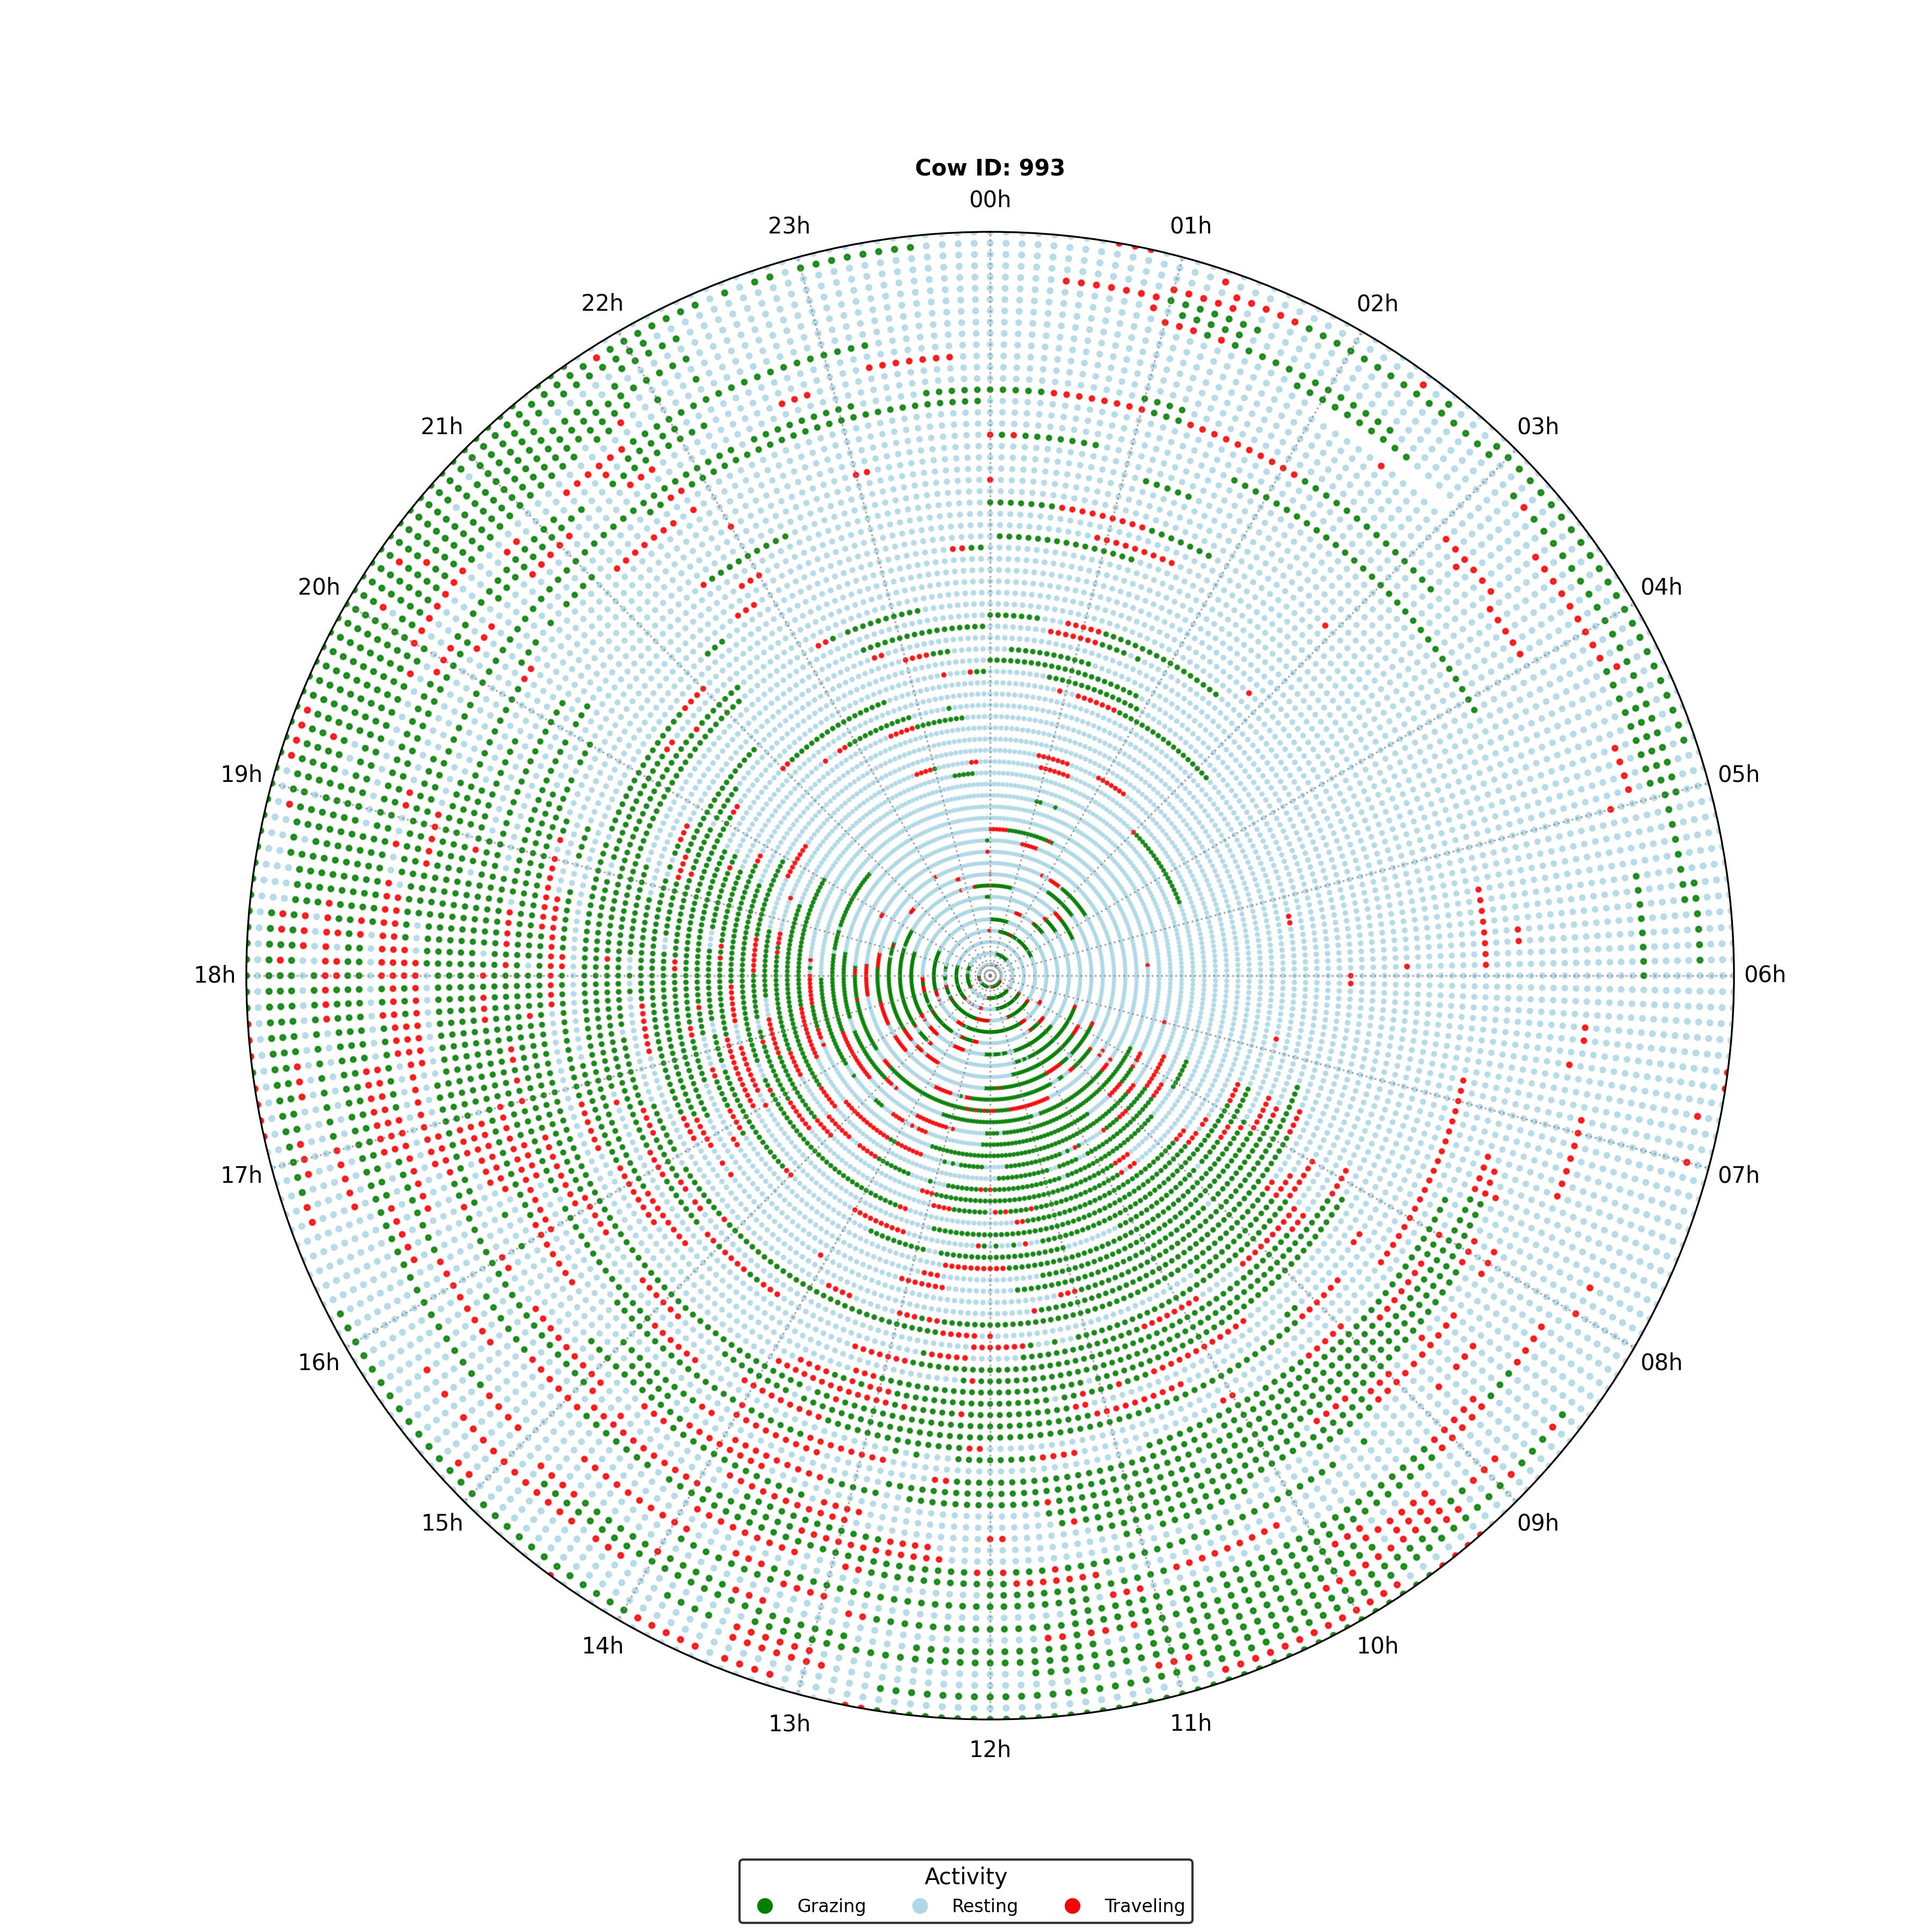 Cow ID: 993
00h
01h
02h
03h
04h
05h
06h
07h
08h
09h
10h
11h
12h
13h
14h
15h
16h
17h
18h
19h
20h
21h
22h
23h
Activity
Grazing
Resting
Traveling